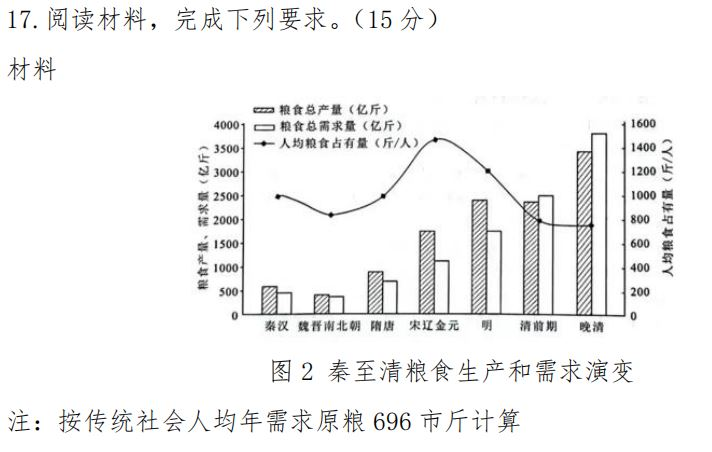 17.阅读材料，完成下列要求。（15 分）
材料
粮食总产量（亿斤）
粮食总需求量（亿斤）
人均粮食占有量（斤/人）
粮食产量、需求量（亿斤）
4000
3500
3000
2500
2000
1500
1000
500
0
1600
1400
1200
1000
800
600
400
200
0
人均粮食占有量（斤/人）
秦汉 魏晋南北朝 隋唐 宋辽金元 明 清前期 晚清
图 2 秦至清粮食生产和需求演变
注：按传统社会人均年需求原粮 696 市斤计算